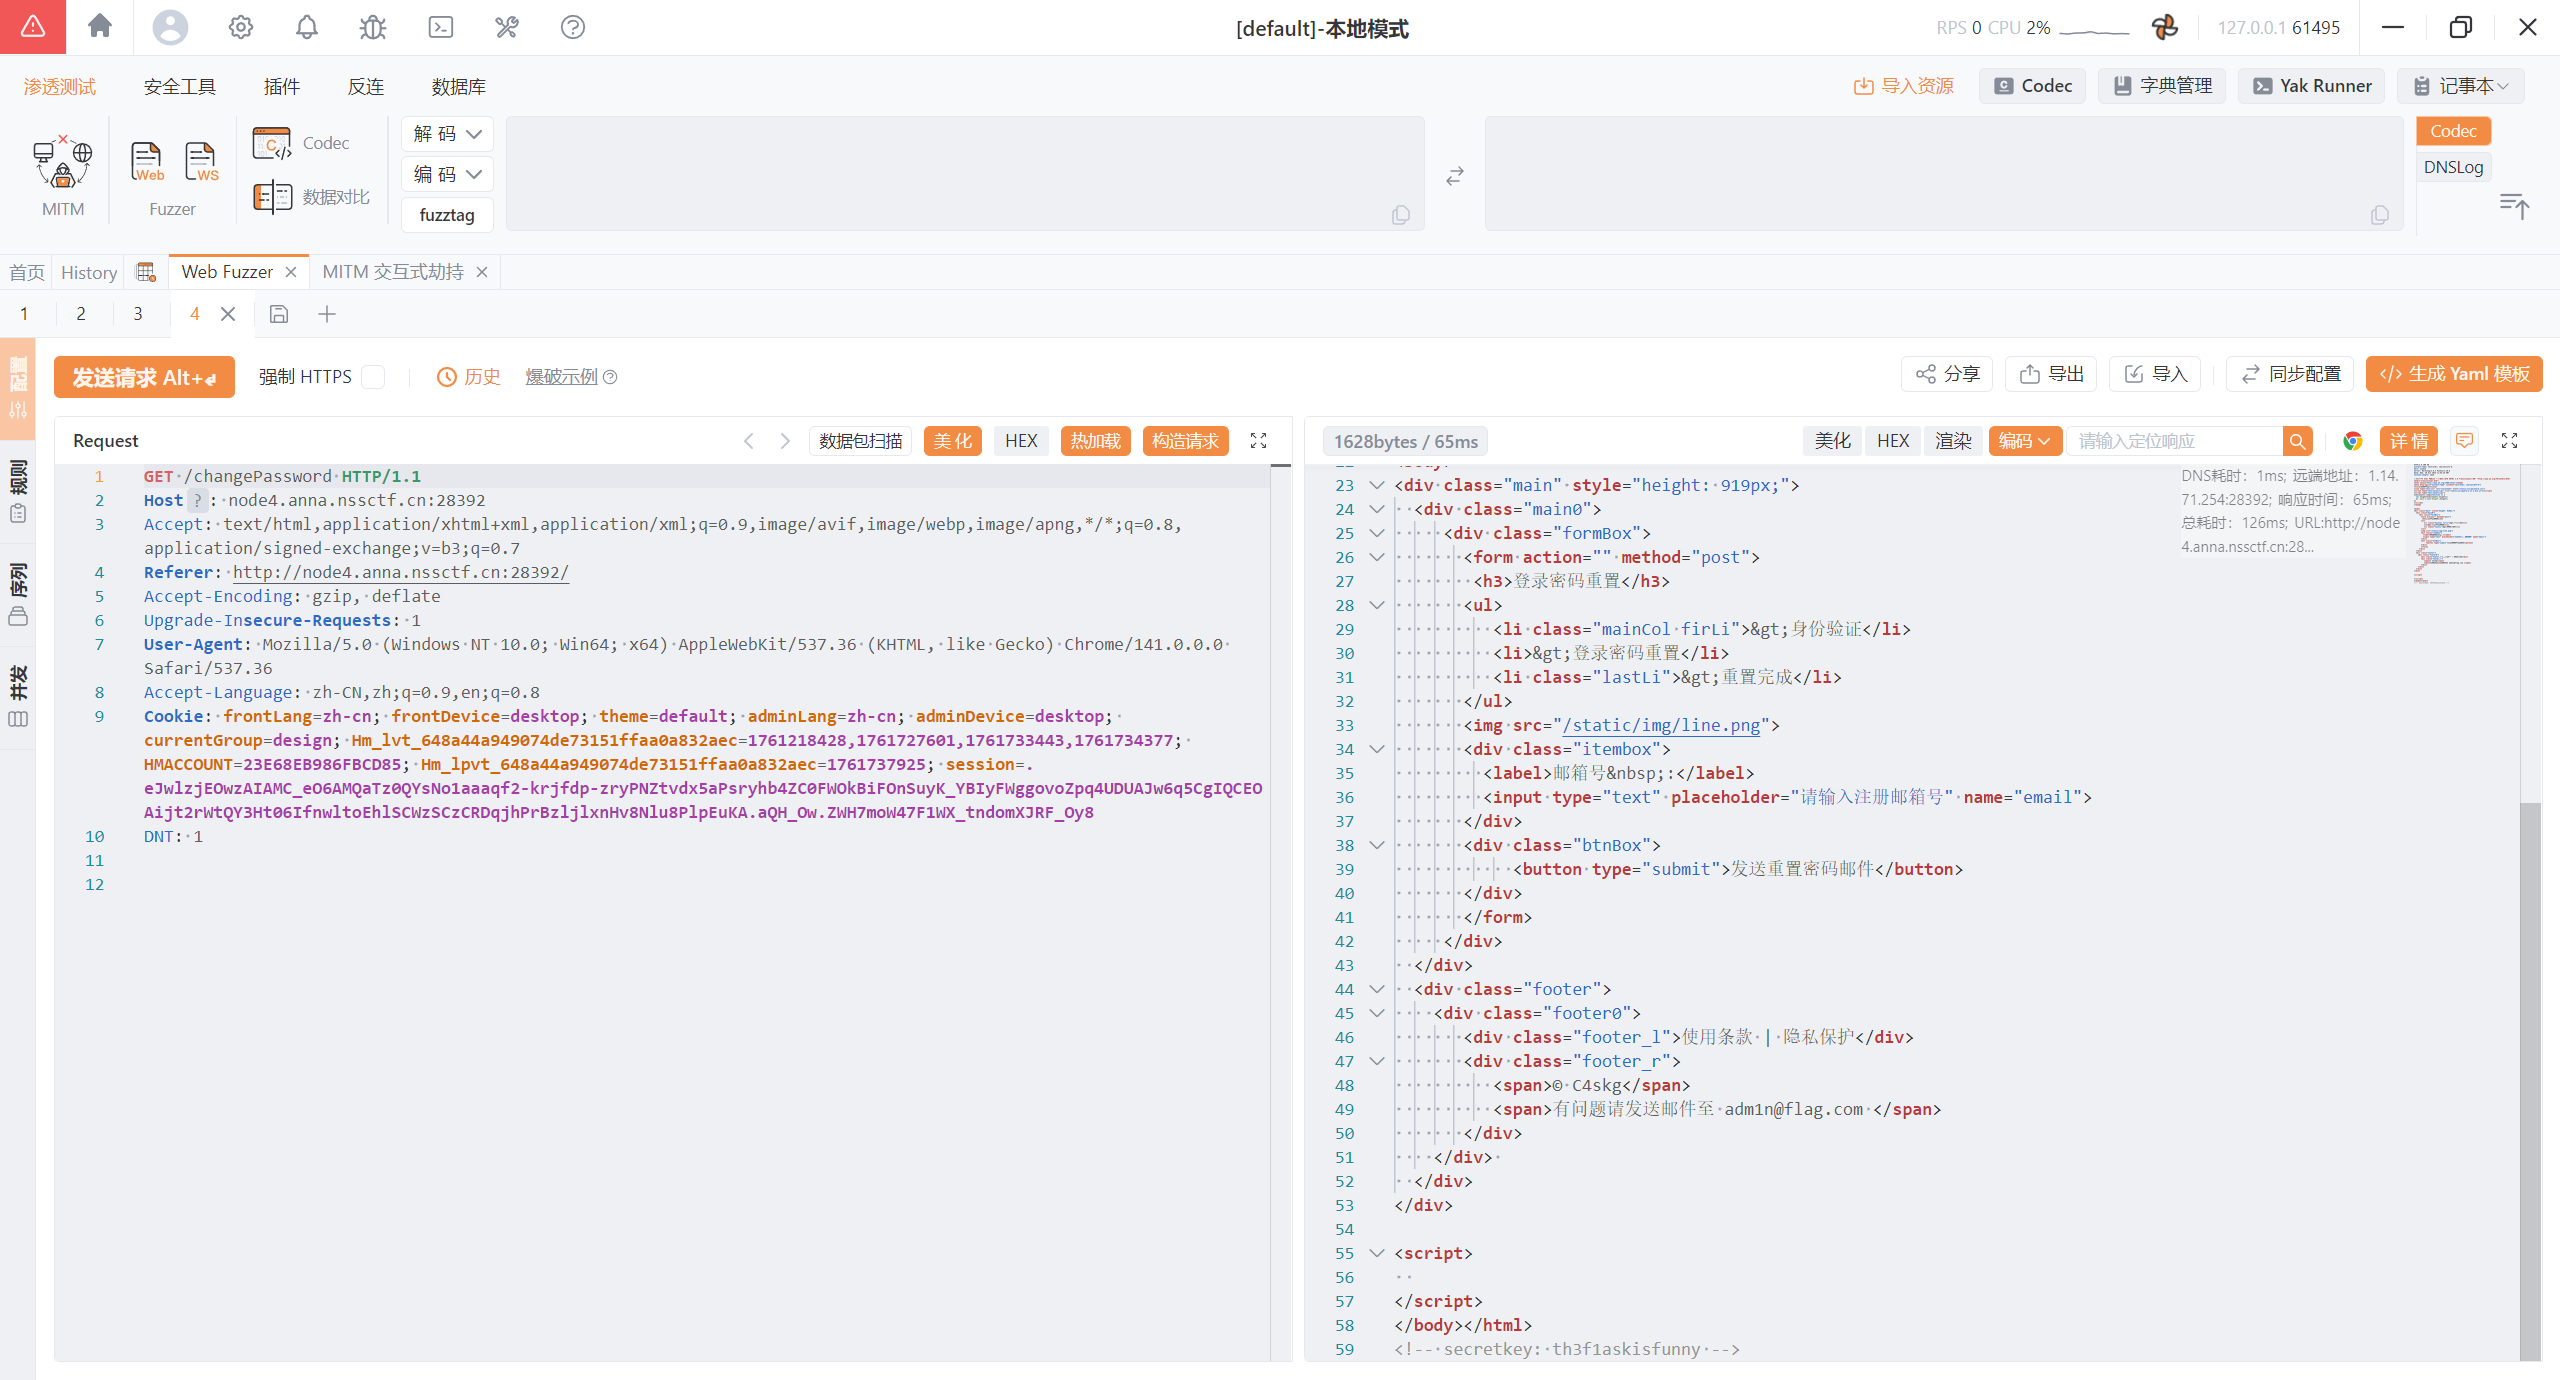 [default]-本地模式
RPS 0 CPU 2%
127.0.0.1 61495
渗透测试 安全工具 插件 反连 数据库
导入资源 Codec 字典管理 Yak Runner 记事本
MITM
Web WS
Fuzzer
Codec
数据对比
解 码
编 码
fuzztag
Codec
DNSLog
首页 History Web Fuzzer MITM 交互式劫持
1 2 3 4
配置
规则
序列
并发
发送请求 Alt+ 强制 HTTPS 历史 爆破示例
分享 导出 导入 同步配置 生成 Yaml 模板
Request 数据包扫描 美 化 HEX 热加载 构造请求
1 GET /changePassword HTTP/1.1
2 Host ? : node4.anna.nssctf.cn:28392
3 Accept: text/html,application/xhtml+xml,application/xml;q=0.9,image/avif,image/webp,image/apng,*/*;q=0.8,
application/signed-exchange;v=b3;q=0.7
4 Referer: http://node4.anna.nssctf.cn:28392/
5 Accept-Encoding: gzip, deflate
6 Upgrade-Insecure-Requests: 1
7 User-Agent: Mozilla/5.0 (Windows NT 10.0; Win64; x64) AppleWebKit/537.36 (KHTML, like Gecko) Chrome/141.0.0.0
Safari/537.36
8 Accept-Language: zh-CN,zh;q=0.9,en;q=0.8
9 Cookie: frontLang=zh-cn; frontDevice=desktop; theme=default; adminLang=zh-cn; adminDevice=desktop;
currentGroup=design; Hm_lvt_648a44a949074de73151ffaa0a832aec=1761218428,1761727601,1761733443,1761734377;
HMACCOUNT=23E68EB986FBCD85; Hm_lpvt_648a44a949074de73151ffaa0a832aec=1761737925; session=.
eJwlzjEOwzAIAMC_eO6AMQaTz0QYsNo1aaaqf2-krjfdp-zryPNZtvdx5aPsryhb4ZC0FWOkBiFOnSuyK_YBIyFWggovoZpq4UDUAJw6q5CgIQCEO
Aijt2rWtQY3Ht06IfnwltoEhlSCWzSCzCRDqjhPrBzljlxnHv8Nlu8PlpEuKA.aQH_Ow.ZWH7moW47F1WX_tndomXJRF_Oy8
10 DNT: 1
11
12
1628bytes / 65ms 美化 HEX 渲染 编码 请输入定位响应 详 情
DNS耗时: 1ms; 远端地址: 1.14.
71.254:28392; 响应时间: 65ms;
总耗时: 126ms; URL:http://node
4.anna.nssctf.cn:28...
23 <div class="main" style="height: 919px;">
24 <div class="main0">
25 <div class="formBox">
26 <form action="" method="post">
27 <h3>登录密码重置</h3>
28 <ul>
29 <li class="mainCol firLi">&gt;身份验证</li>
30 <li>&gt;登录密码重置</li>
31 <li class="lastLi">&gt;重置完成</li>
32 </ul>
33 <img src="/static/img/line.png">
34 <div class="itembox">
35 <label>邮箱号&nbsp;:</label>
36 <input type="text" placeholder="请输入注册邮箱号" name="email">
37 </div>
38 <div class="btnBox">
39 <button type="submit">发送重置密码邮件</button>
40 </div>
41 </form>
42 </div>
43 </div>
44 <div class="footer">
45 <div class="footer0">
46 <div class="footer_l">使用条款 | 隐私保护</div>
47 <div class="footer_r">
48 <span>© C4skg</span>
49 <span>有问题请发送邮件至 adm1n@flag.com </span>
50 </div>
51 </div>
52 </div>
53 </div>
54
55 <script>
56
57 </script>
58 </body></html>
59 <!-- secretkey: th3f1askisfunny -->